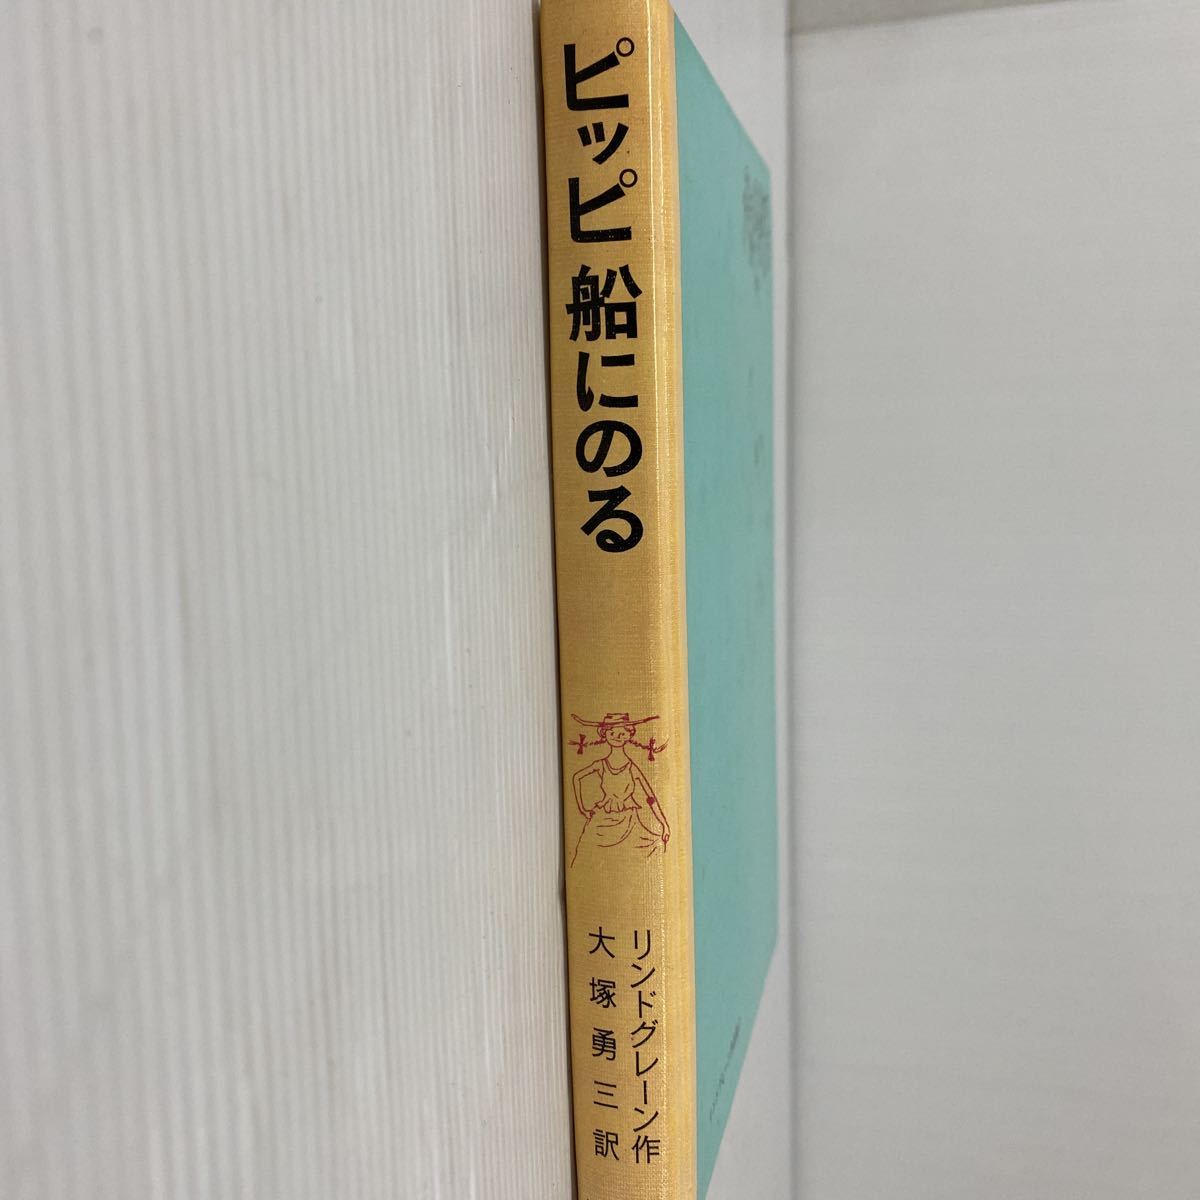 ピッピ 船にのる
リンドグレーン作
大塚勇三訳